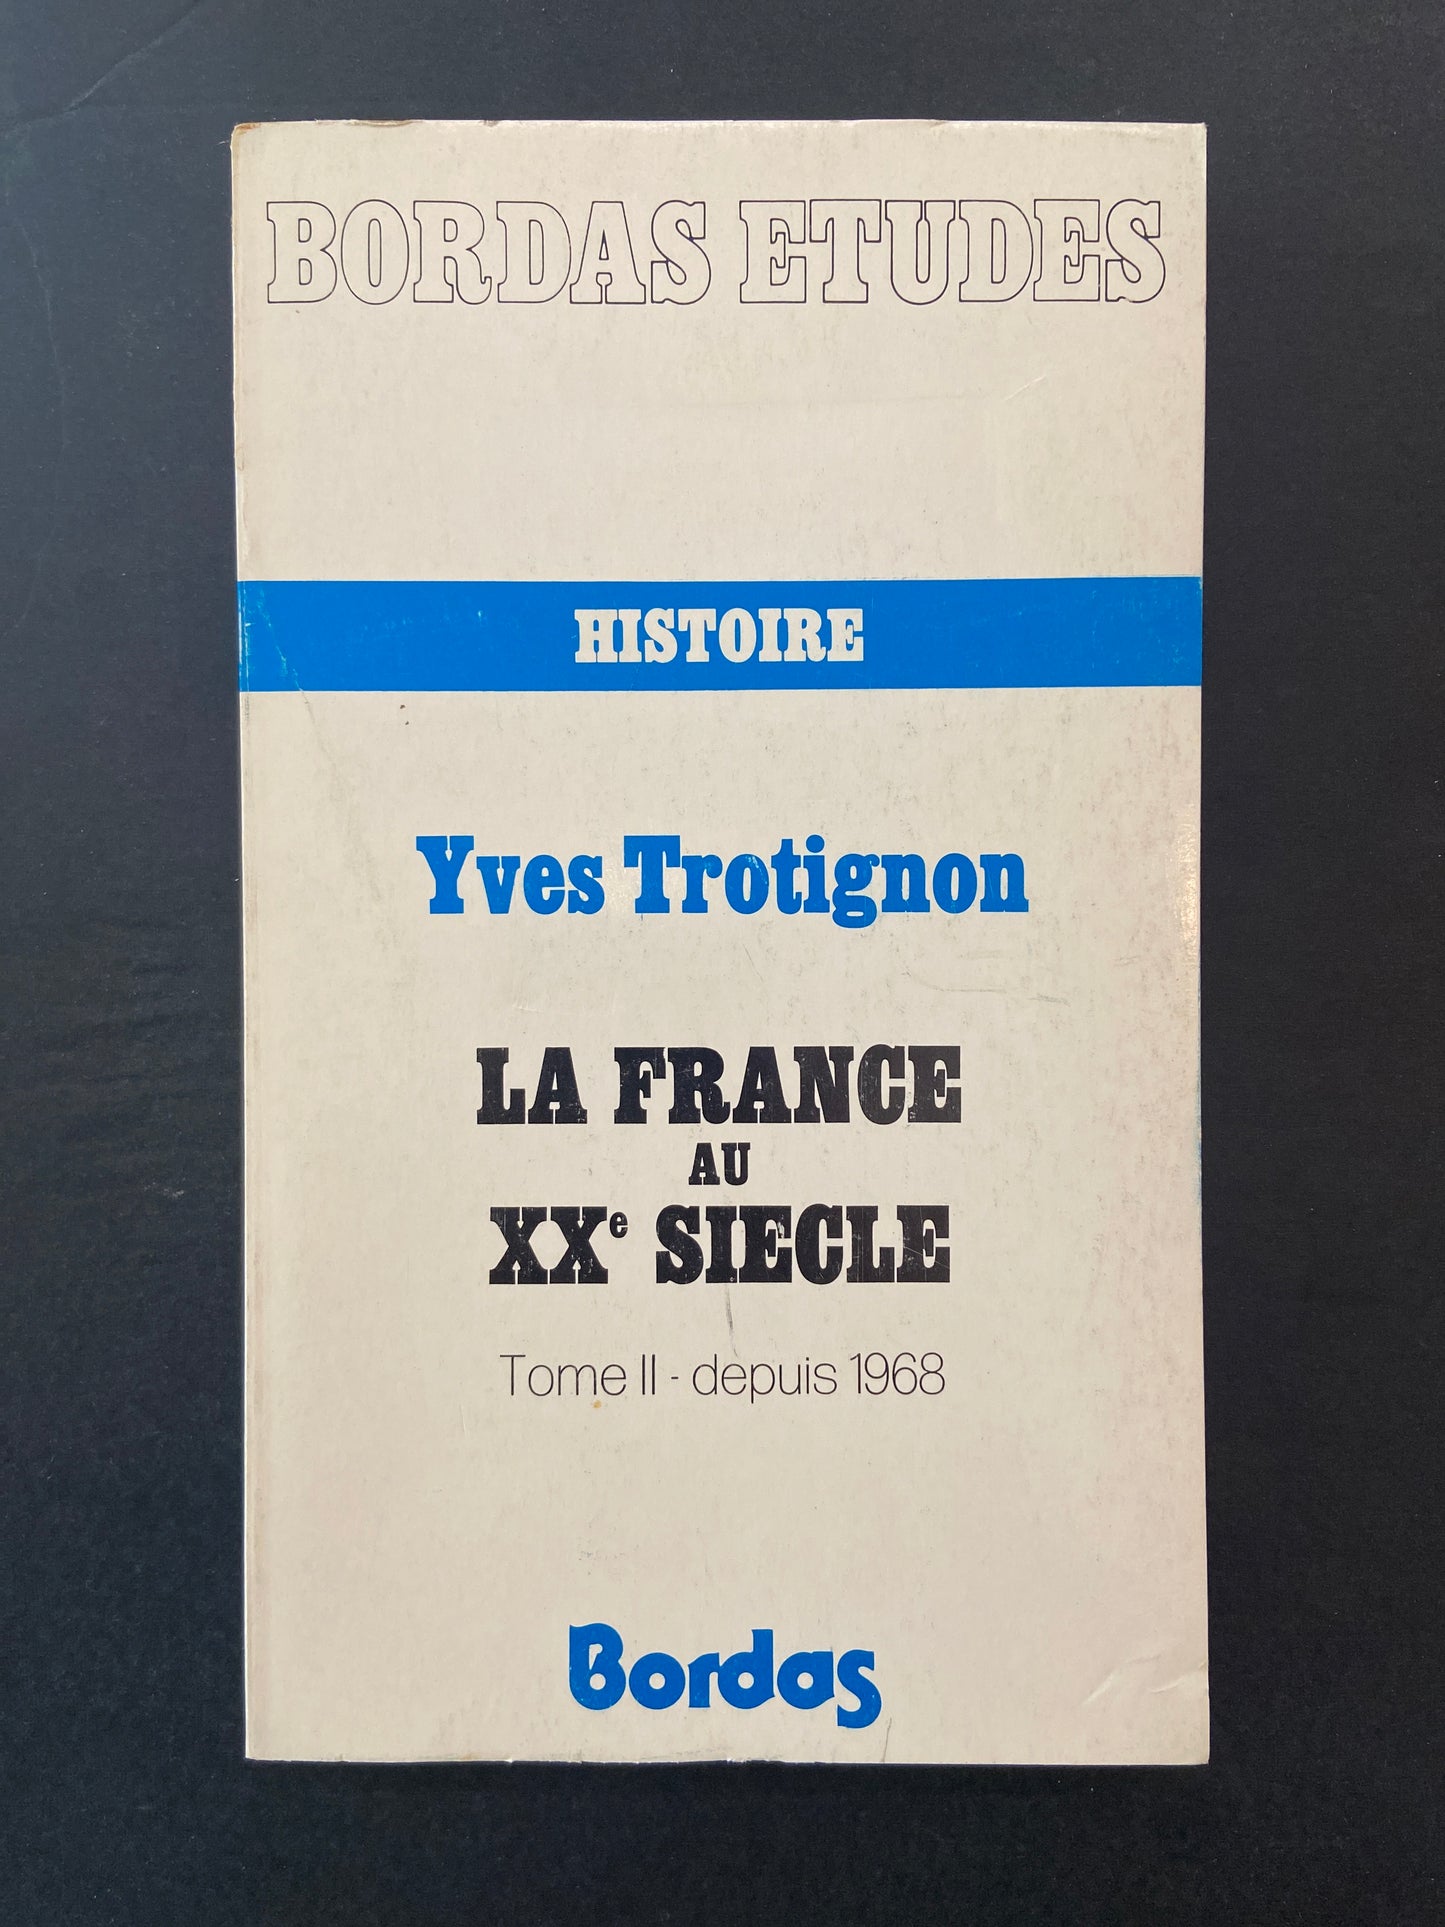 BORDAS ETUDES
HISTOIRE
Yves Trotignon
LA FRANCE
AU
XXe SIECLE
Tome II - depuis 1968
Bordas